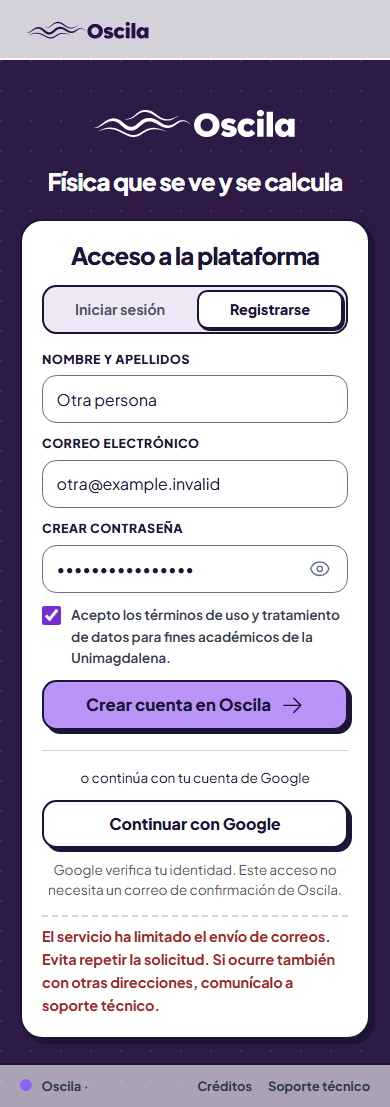 Oscila
Oscila
Física que se ve y se calcula
Acceso a la plataforma
Iniciar sesión
Registrarse
NOMBRE Y APELLIDOS
Otra persona
CORREO ELECTRÓNICO
otra@example.invalid
CREAR CONTRASEÑA
••••••••••••••••
Acepto los términos de uso y tratamiento
de datos para fines académicos de la
Unimagdalena.
Crear cuenta en Oscila →
o continúa con tu cuenta de Google
Continuar con Google
Google verifica tu identidad. Este acceso no
necesita un correo de confirmación de Oscila.
El servicio ha limitado el envío de correos.
Evita repetir la solicitud. Si ocurre también
con otras direcciones, comunícalo a
soporte técnico.
Oscila ·
Créditos
Soporte técnico